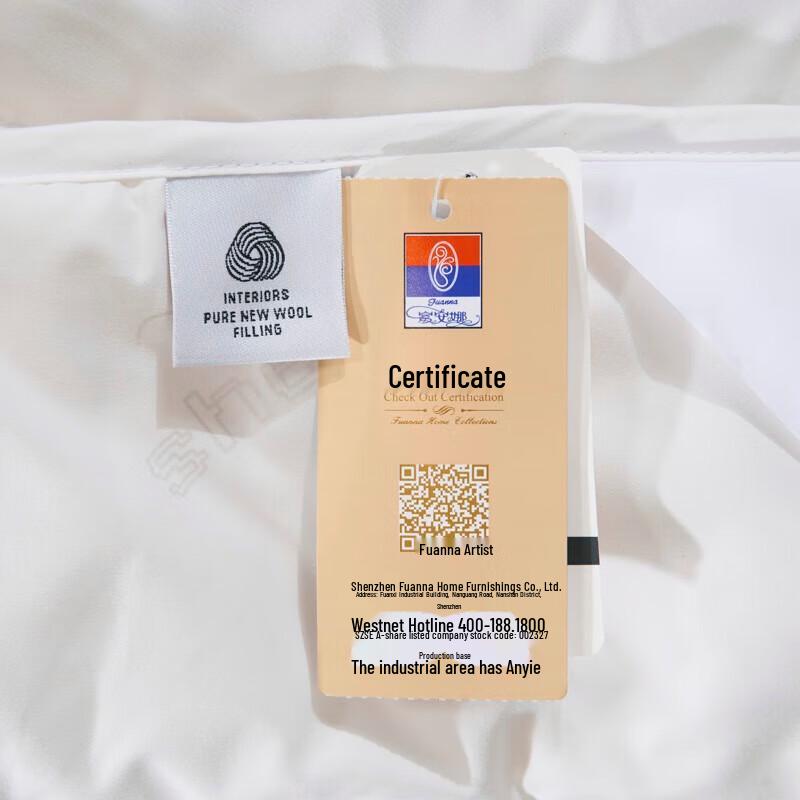 INTERIORS
PURE NEW WOOL
FILLING
Fuanna
富安娜
Certificate
Check Out Certification
Fuanna Home Collections
Fuanna Artist
Shenzhen Fuanna Home Furnishings Co., Ltd.
Address: Fuanxi Industrial Building, Nanguang Road, Nanshan District,
Shenzhen
Westnet Hotline 400-188.1800
SZSE A-share listed company stock code: 002327
Production base
The industrial area has Anyie